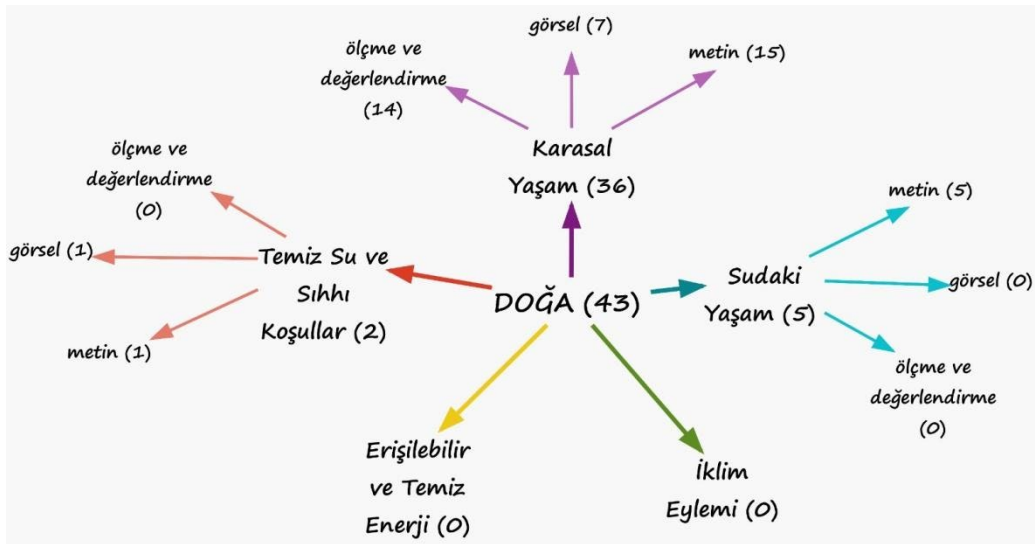 görsel (7)
metin (15)
ölçme ve
değerlendirme
(14)
Karasal
Yaşam (36)
ölçme ve
değerlendirme
(0)
görsel (1)
metin (1)
Temiz Su ve
Sıhhı
Koşullar (2)
DOĞA (43)
Sudaki
Yaşam (5)
metin (5)
görsel (0)
ölçme ve
değerlendirme
(0)
Erişilebilir
ve Temiz
Enerji (0)
İklim
Eylemi (0)